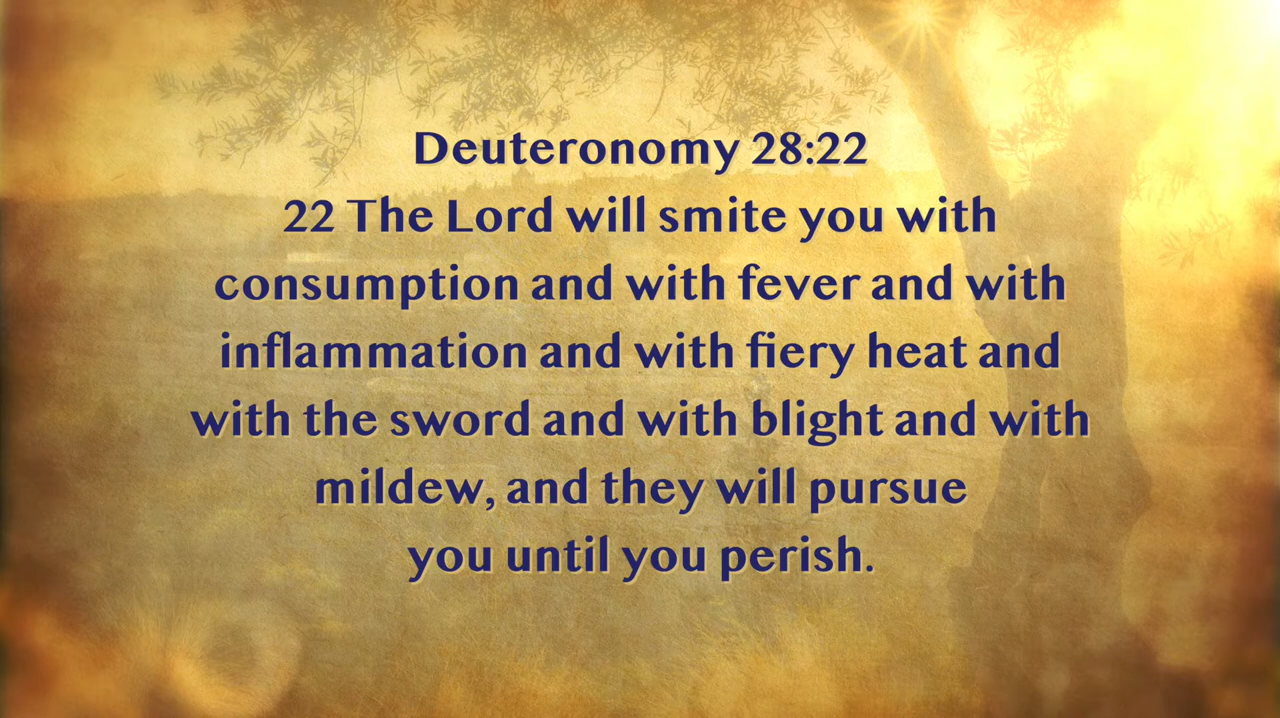 Deuteronomy 28:22
22 The Lord will smite you with
consumption and with fever and with
inflammation and with fiery heat and
with the sword and with blight and with
mildew, and they will pursue
you until you perish.